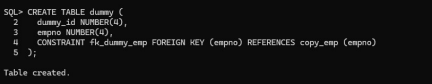 SQL> CREATE TABLE dummy (
  2    dummy_id NUMBER(4),
  3    empno NUMBER(4),
  4    CONSTRAINT fk_dummy_emp FOREIGN KEY (empno) REFERENCES copy_emp (empno)
  5  );
Table created.